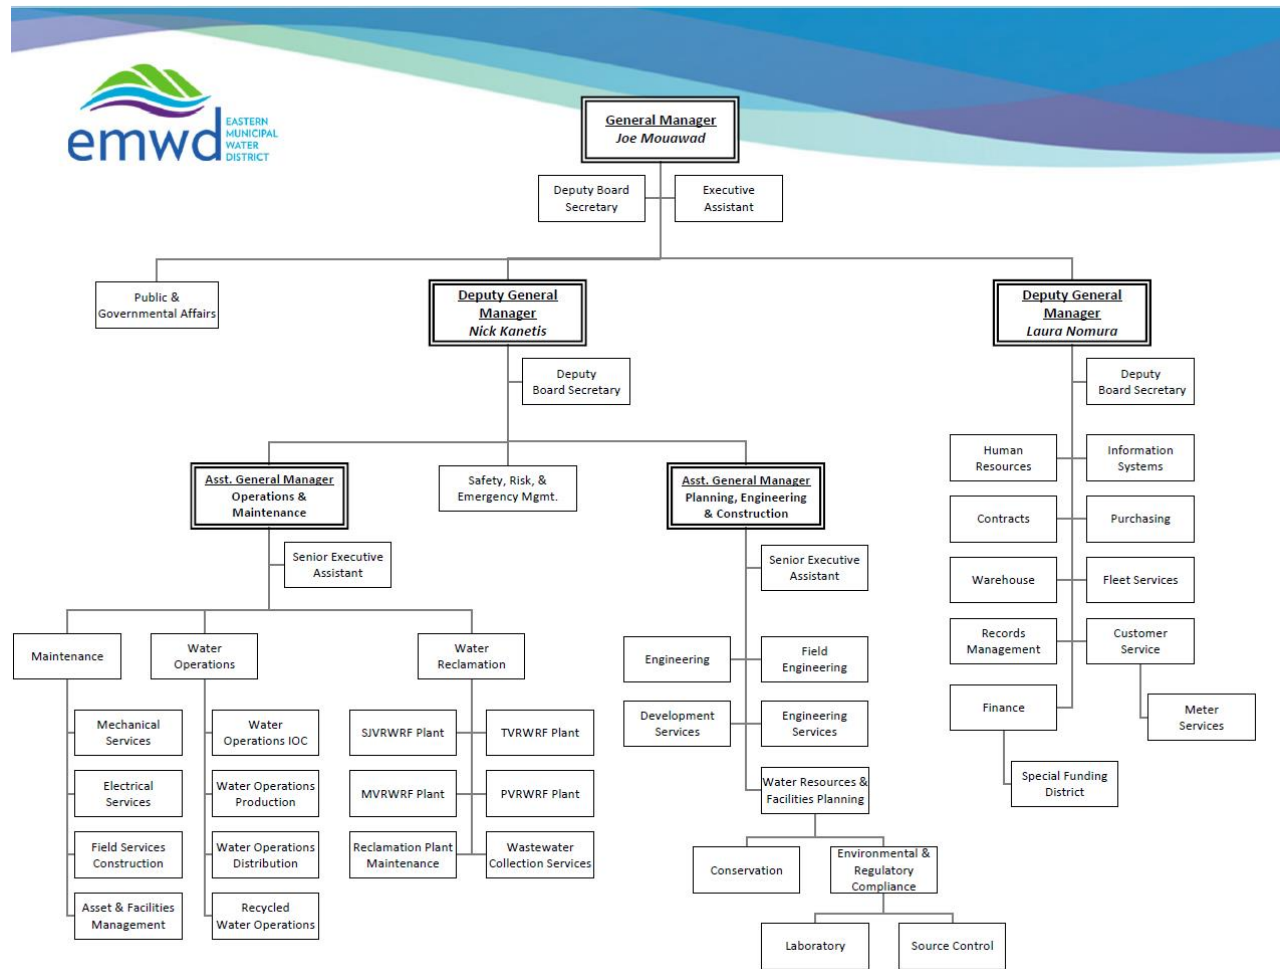 emwd
EASTERN
MUNICIPAL
WATER
DISTRICT
General Manager
Joe Mouawad
Deputy Board
Secretary
Executive
Assistant
Public &
Governmental Affairs
Deputy General
Manager
Nick Kanetis
Deputy General
Manager
Laura Nomura
Deputy
Board Secretary
Deputy
Board Secretary
Asst. General Manager
Operations &
Maintenance
Safety, Risk, &
Emergency Mgmt.
Asst. General Manager
Planning, Engineering
& Construction
Human
Resources
Information
Systems
Contracts
Purchasing
Senior Executive
Assistant
Senior Executive
Assistant
Warehouse
Fleet Services
Maintenance
Water
Operations
Water
Reclamation
Engineering
Field
Engineering
Records
Management
Customer
Service
Mechanical
Services
Water
Operations IOC
SJVRWRF Plant
TVRWRF Plant
Development
Services
Engineering
Services
Finance
Meter
Services
Electrical
Services
Water Operations
Production
MVRWRF Plant
PVRWRF Plant
Water Resources &
Facilities Planning
Special Funding
District
Field Services
Construction
Water Operations
Distribution
Reclamation Plant
Maintenance
Wastewater
Collection Services
Conservation
Environmental &
Regulatory
Compliance
Asset & Facilities
Management
Recycled
Water Operations
Laboratory
Source Control